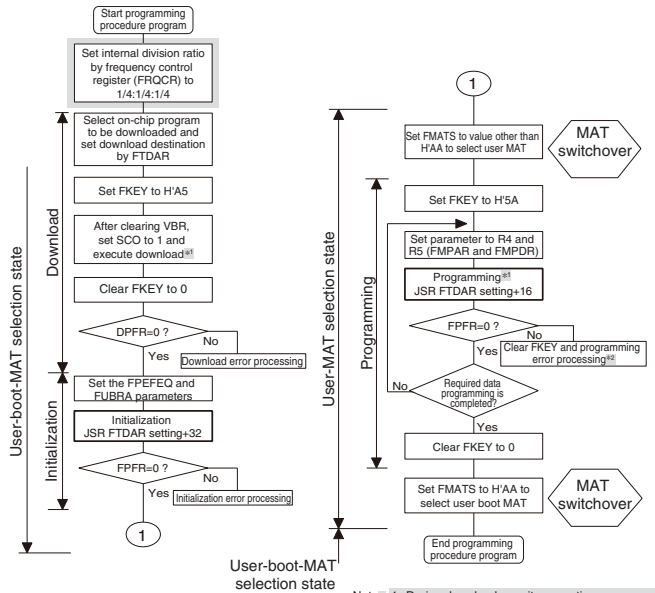 Start programming
procedure program
Set internal division ratio
by frequency control
register (FRQCR) to
1/4:1/4:1/4
Select on-chip program
to be downloaded and
set download destination
by FTDAR
Set FKEY to H'A5
After clearing VBR,
set SCO to 1 and
execute download*1
Clear FKEY to 0
DPFR=0 ?
No
Yes
Download error processing
Set the FPEFEQ and
FUBRA parameters
Initialization
JSR FTDAR setting+32
FPFR=0 ?
No
Yes
Initialization error processing
1
Download
Initialization
User-boot-MAT selection state
1
Set FMATS to value other than
H'AA to select user MAT
MAT
switchover
Set FKEY to H'5A
Set parameter to R4 and
R5 (FMPAR and FMPDR)
Programming*1
JSR FTDAR setting+16
FPFR=0 ?
No
Yes
Clear FKEY and programming
error processing*2
No
Required data
programming is
completed?
Yes
Clear FKEY to 0
Set FMATS to H'AA to
select user boot MAT
MAT
switchover
End programming
procedure program
Programming
User-MAT selection state
User-boot-MAT
selection state